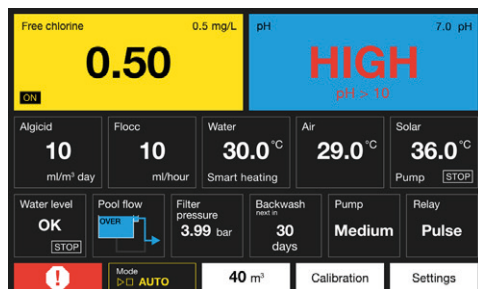 Free chlorine 0.5 mg/L pH 7.0 pH
0.50 HIGH
pH > 10
ON
Algicid Flocc Water Air Solar
10 10 30.0 °C 29.0 °C 36.0 °C
ml/m³ day ml/hour Smart heating Pump STOP
Water level Pool flow Filter pressure Backwash next in Pump Relay
OK OVER 3.99 bar 30 days Medium Pulse
STOP
! Mode AUTO 40 m³ Calibration Settings